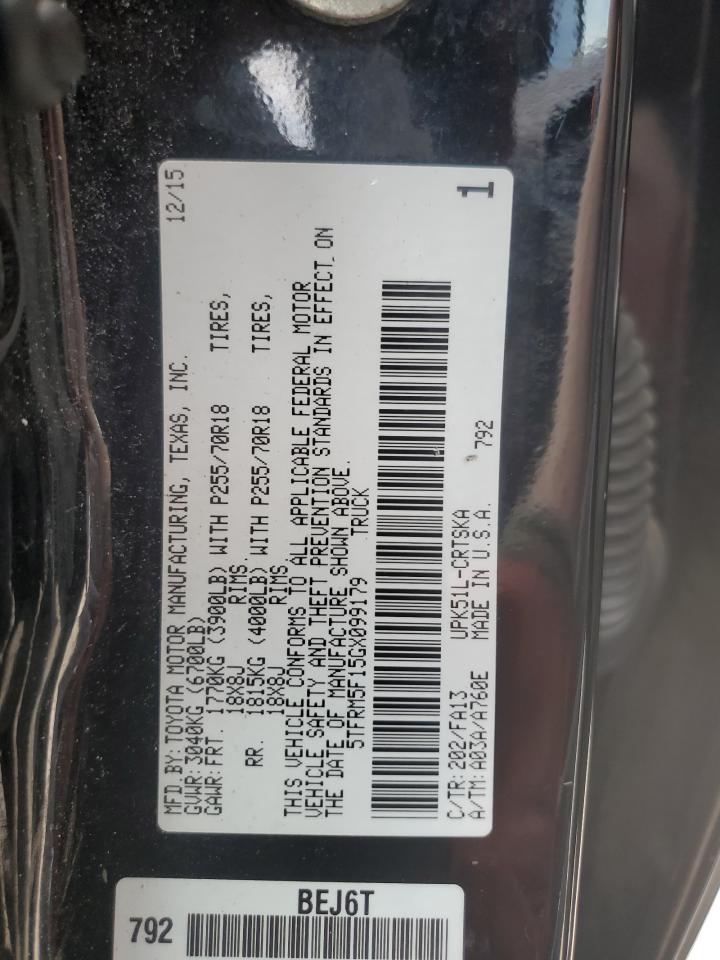 MFD.BY:TOYOTA MOTOR MANUFACTURING, TEXAS, INC. 12/15
GVWR:3040KG (6700LB)
GAWR:FRT. 1770KG (3900LB) WITH P255/70R18 TIRES,
18X8J RIMS.
RR. 1815KG (4000LB) WITH P255/70R18 TIRES,
18X8J RIMS.
THIS VEHICLE CONFORMS TO ALL APPLICABLE FEDERAL MOTOR
VEHICLE SAFETY AND THEFT PREVENTION STANDARDS IN EFFECT ON
THE DATE OF MANUFACTURE SHOWN ABOVE.
5TFRM5F15GX099179 TRUCK
C/TR:202/FA13 UPK51L-CRTSKA 792
A/TM:A03A/A760E MADE IN U.S.A.
1
BEJ6T
792